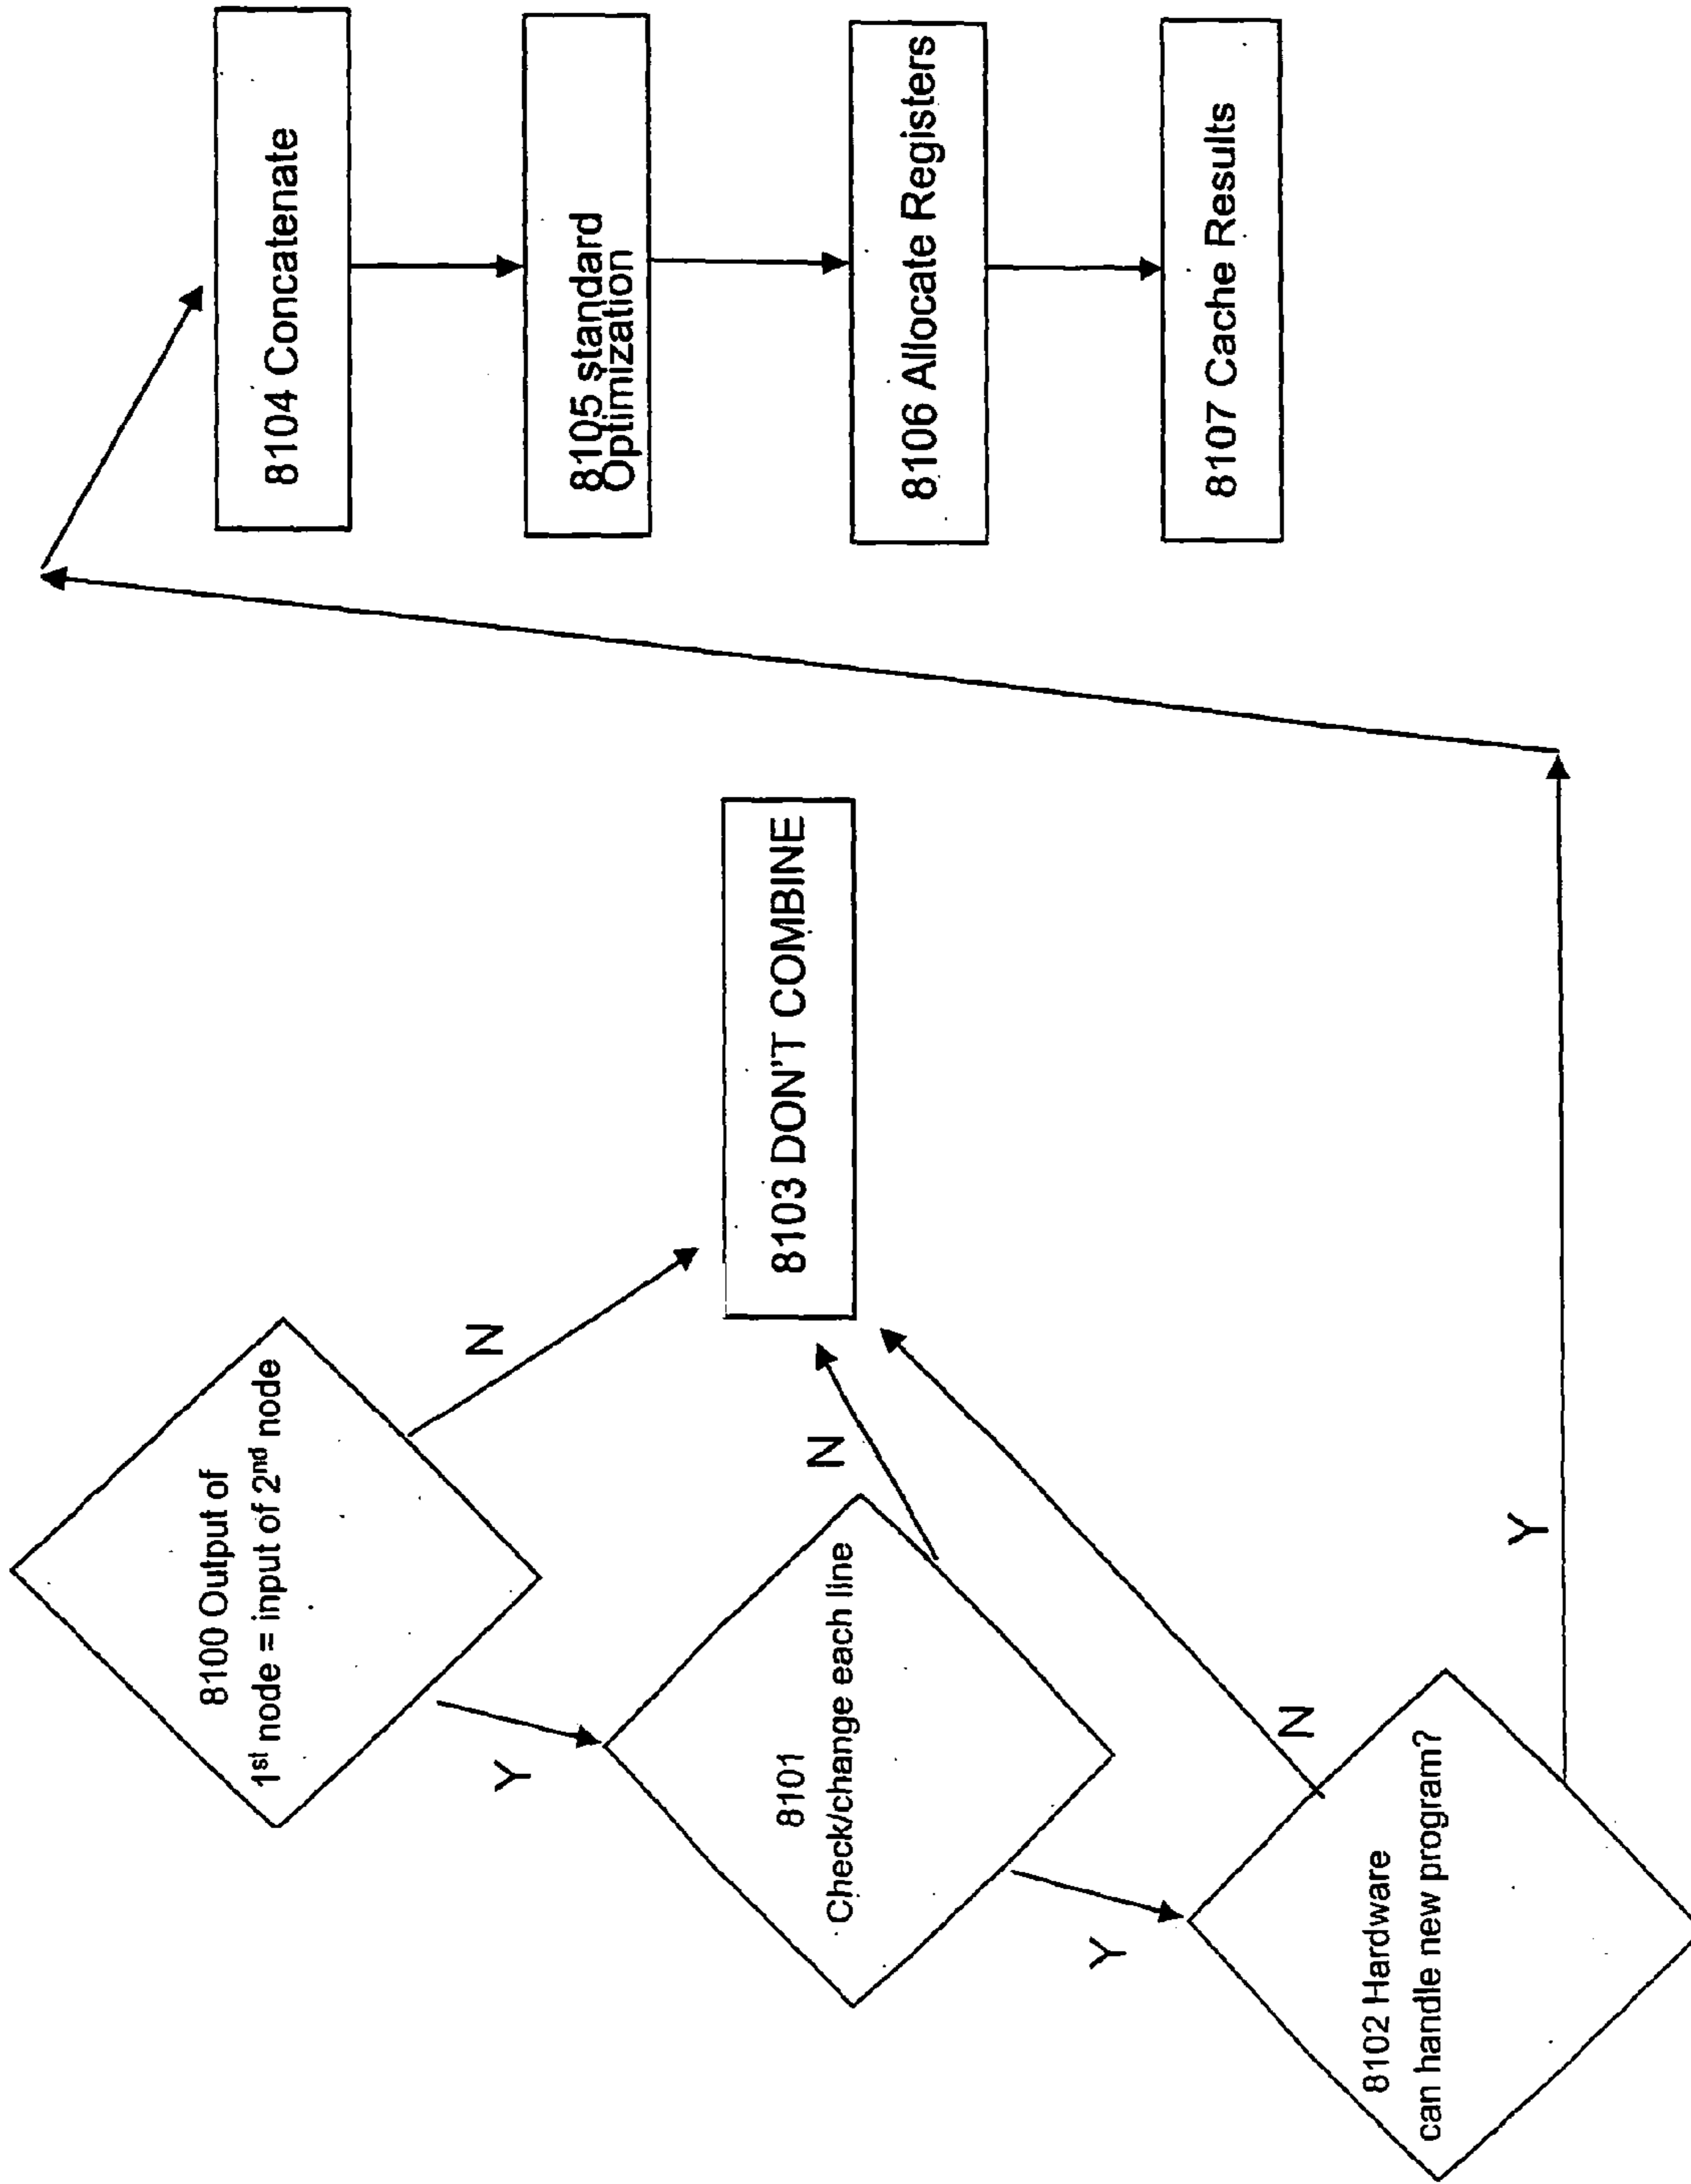 8100 Output of
1st node = input of 2nd node
N
Y
8101
Check/change each line
N
Y
8102 Hardware
can handle new program?
N
Y
8103 DON'T COMBINE
8104 Concatenate
8105 standard
Optimization
8106 Allocate Registers
8107 Cache Results